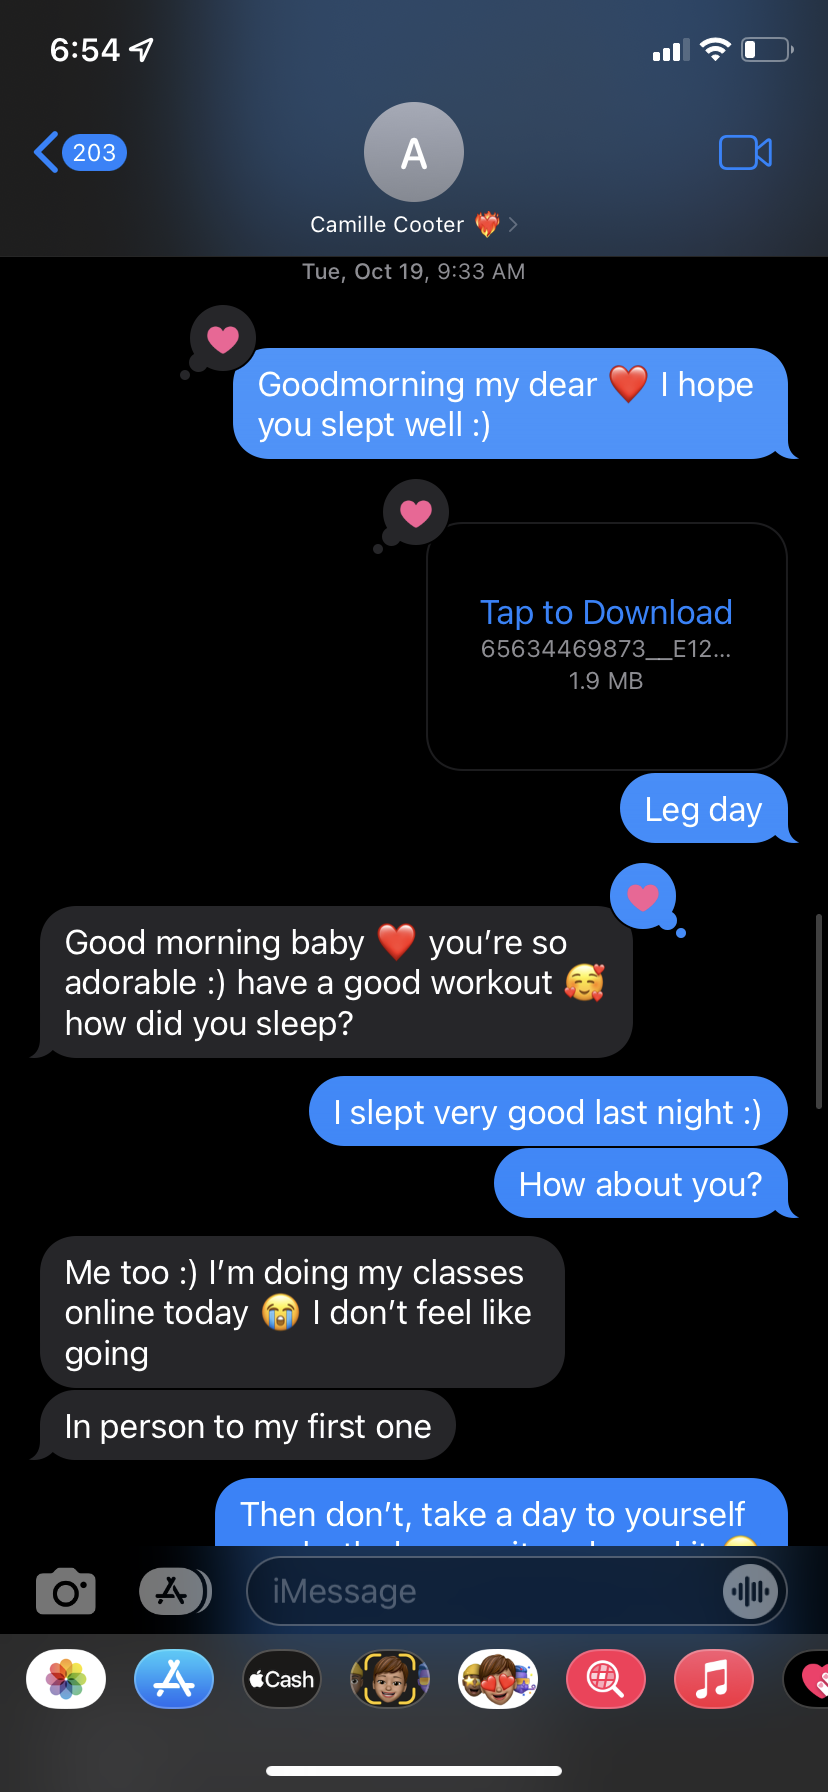 6:54
203
A
Camille Cooter ❤️‍🔥
Tue, Oct 19, 9:33 AM
Goodmorning my dear ❤️ I hope
you slept well :)
Tap to Download
65634469873__E12...
1.9 MB
Leg day
Good morning baby ❤️ you’re so
adorable :) have a good workout 🥰
how did you sleep?
I slept very good last night :)
How about you?
Me too :) I’m doing my classes
online today 😭 I don’t feel like
going
In person to my first one
Then don’t, take a day to yourself
iMessage
Cash